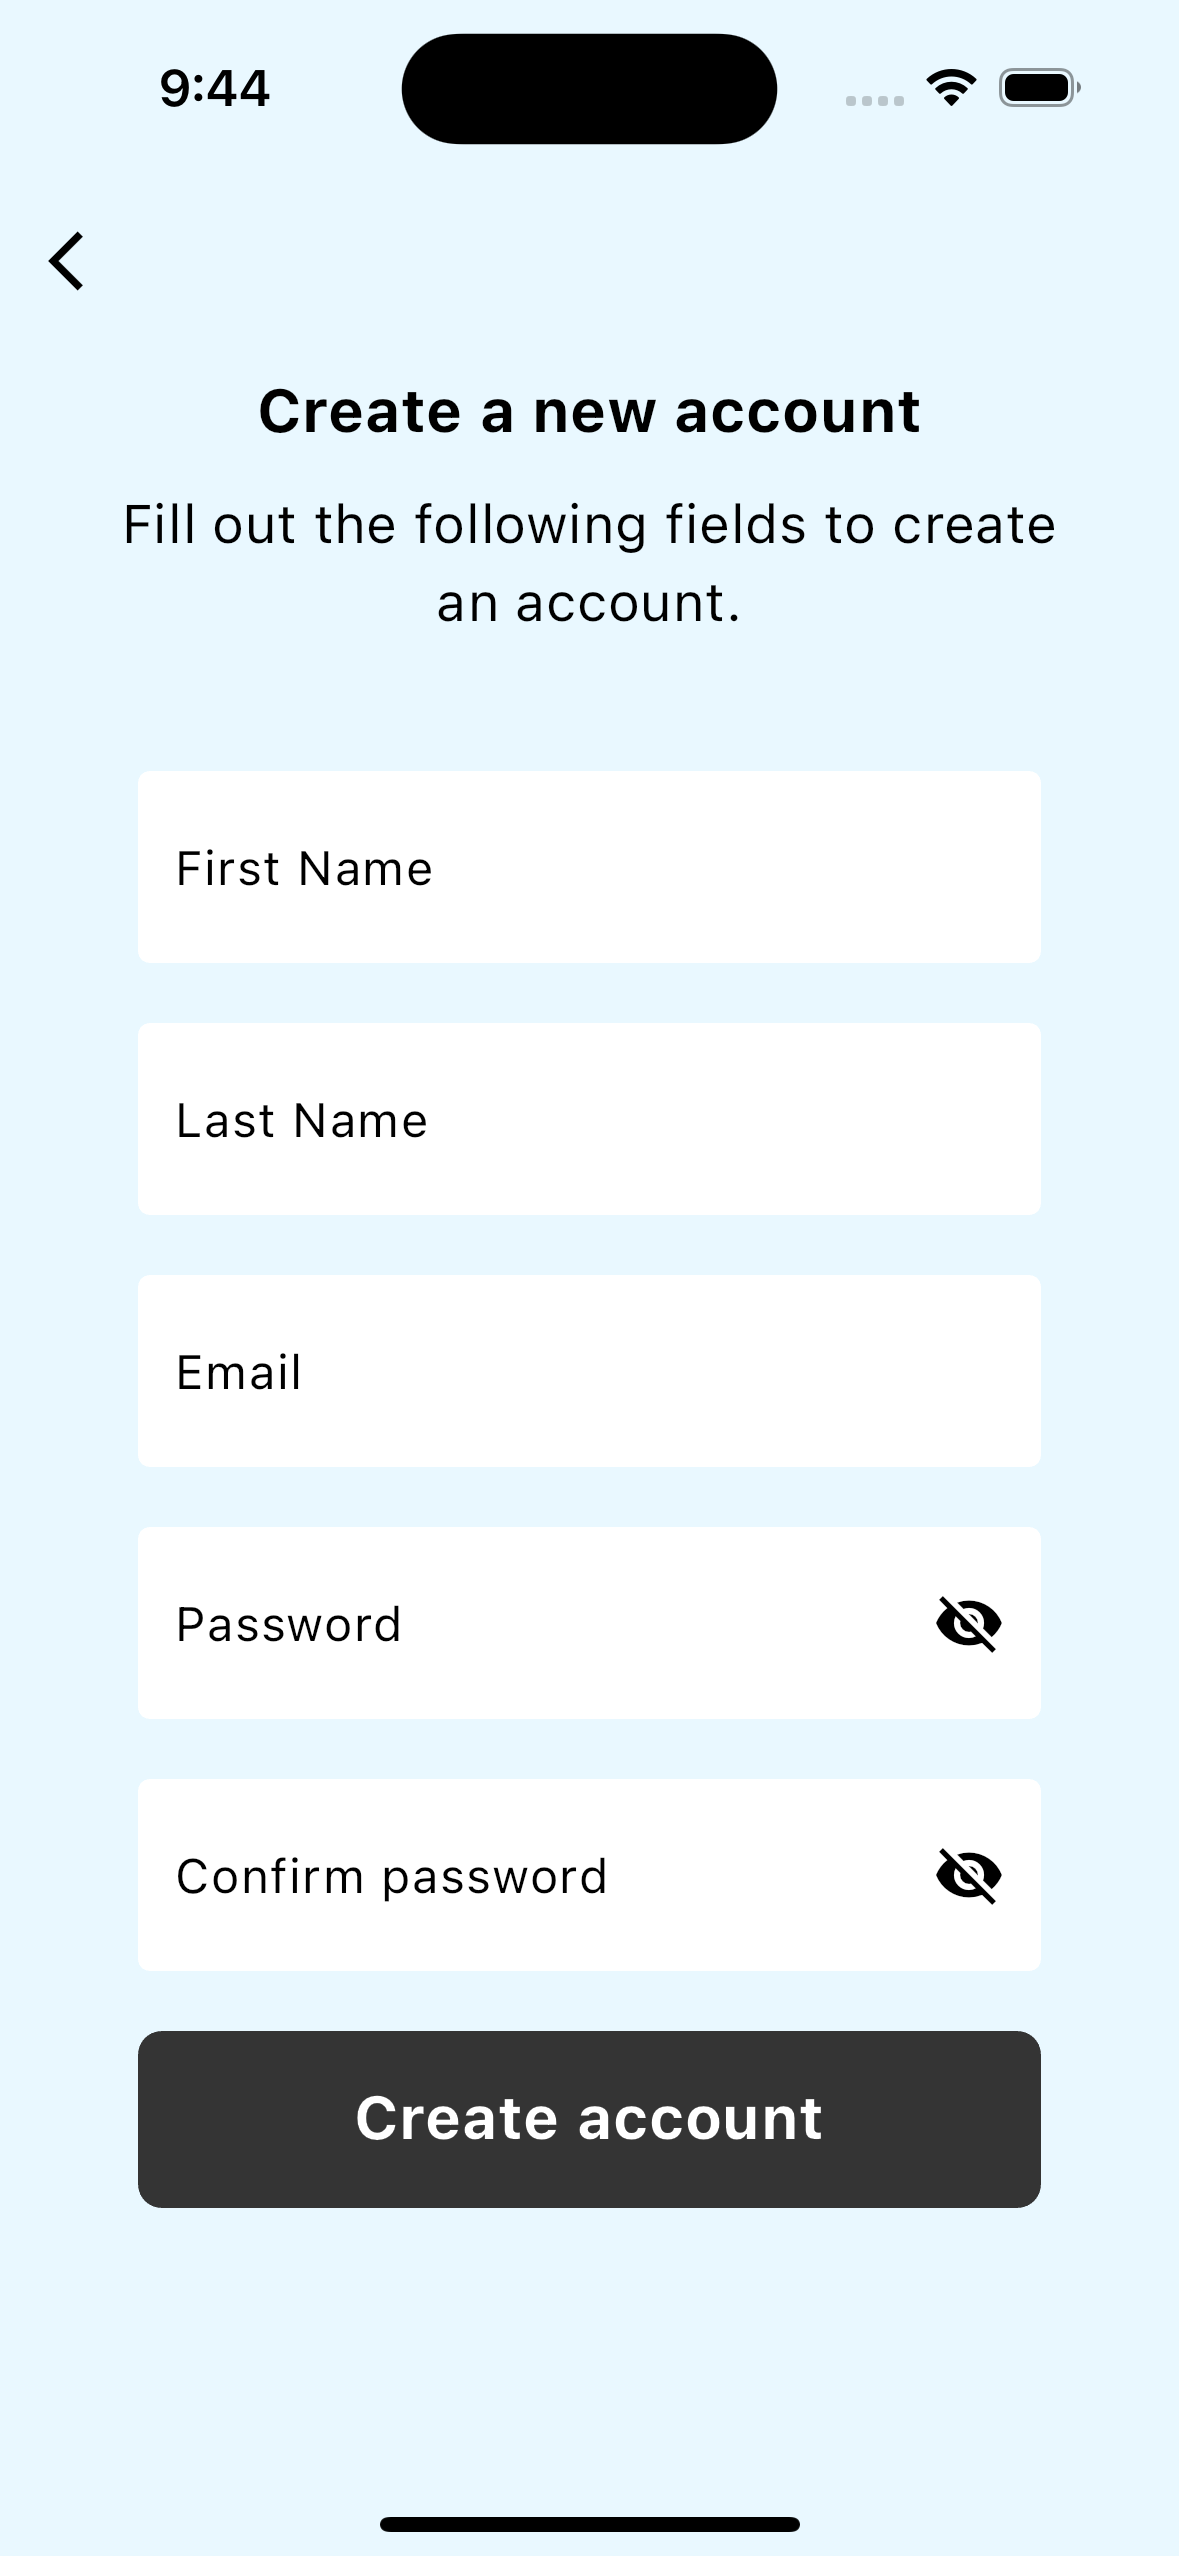 9:44
Create a new account
Fill out the following fields to create
an account.
First Name
Last Name
Email
Password
Confirm password
Create account